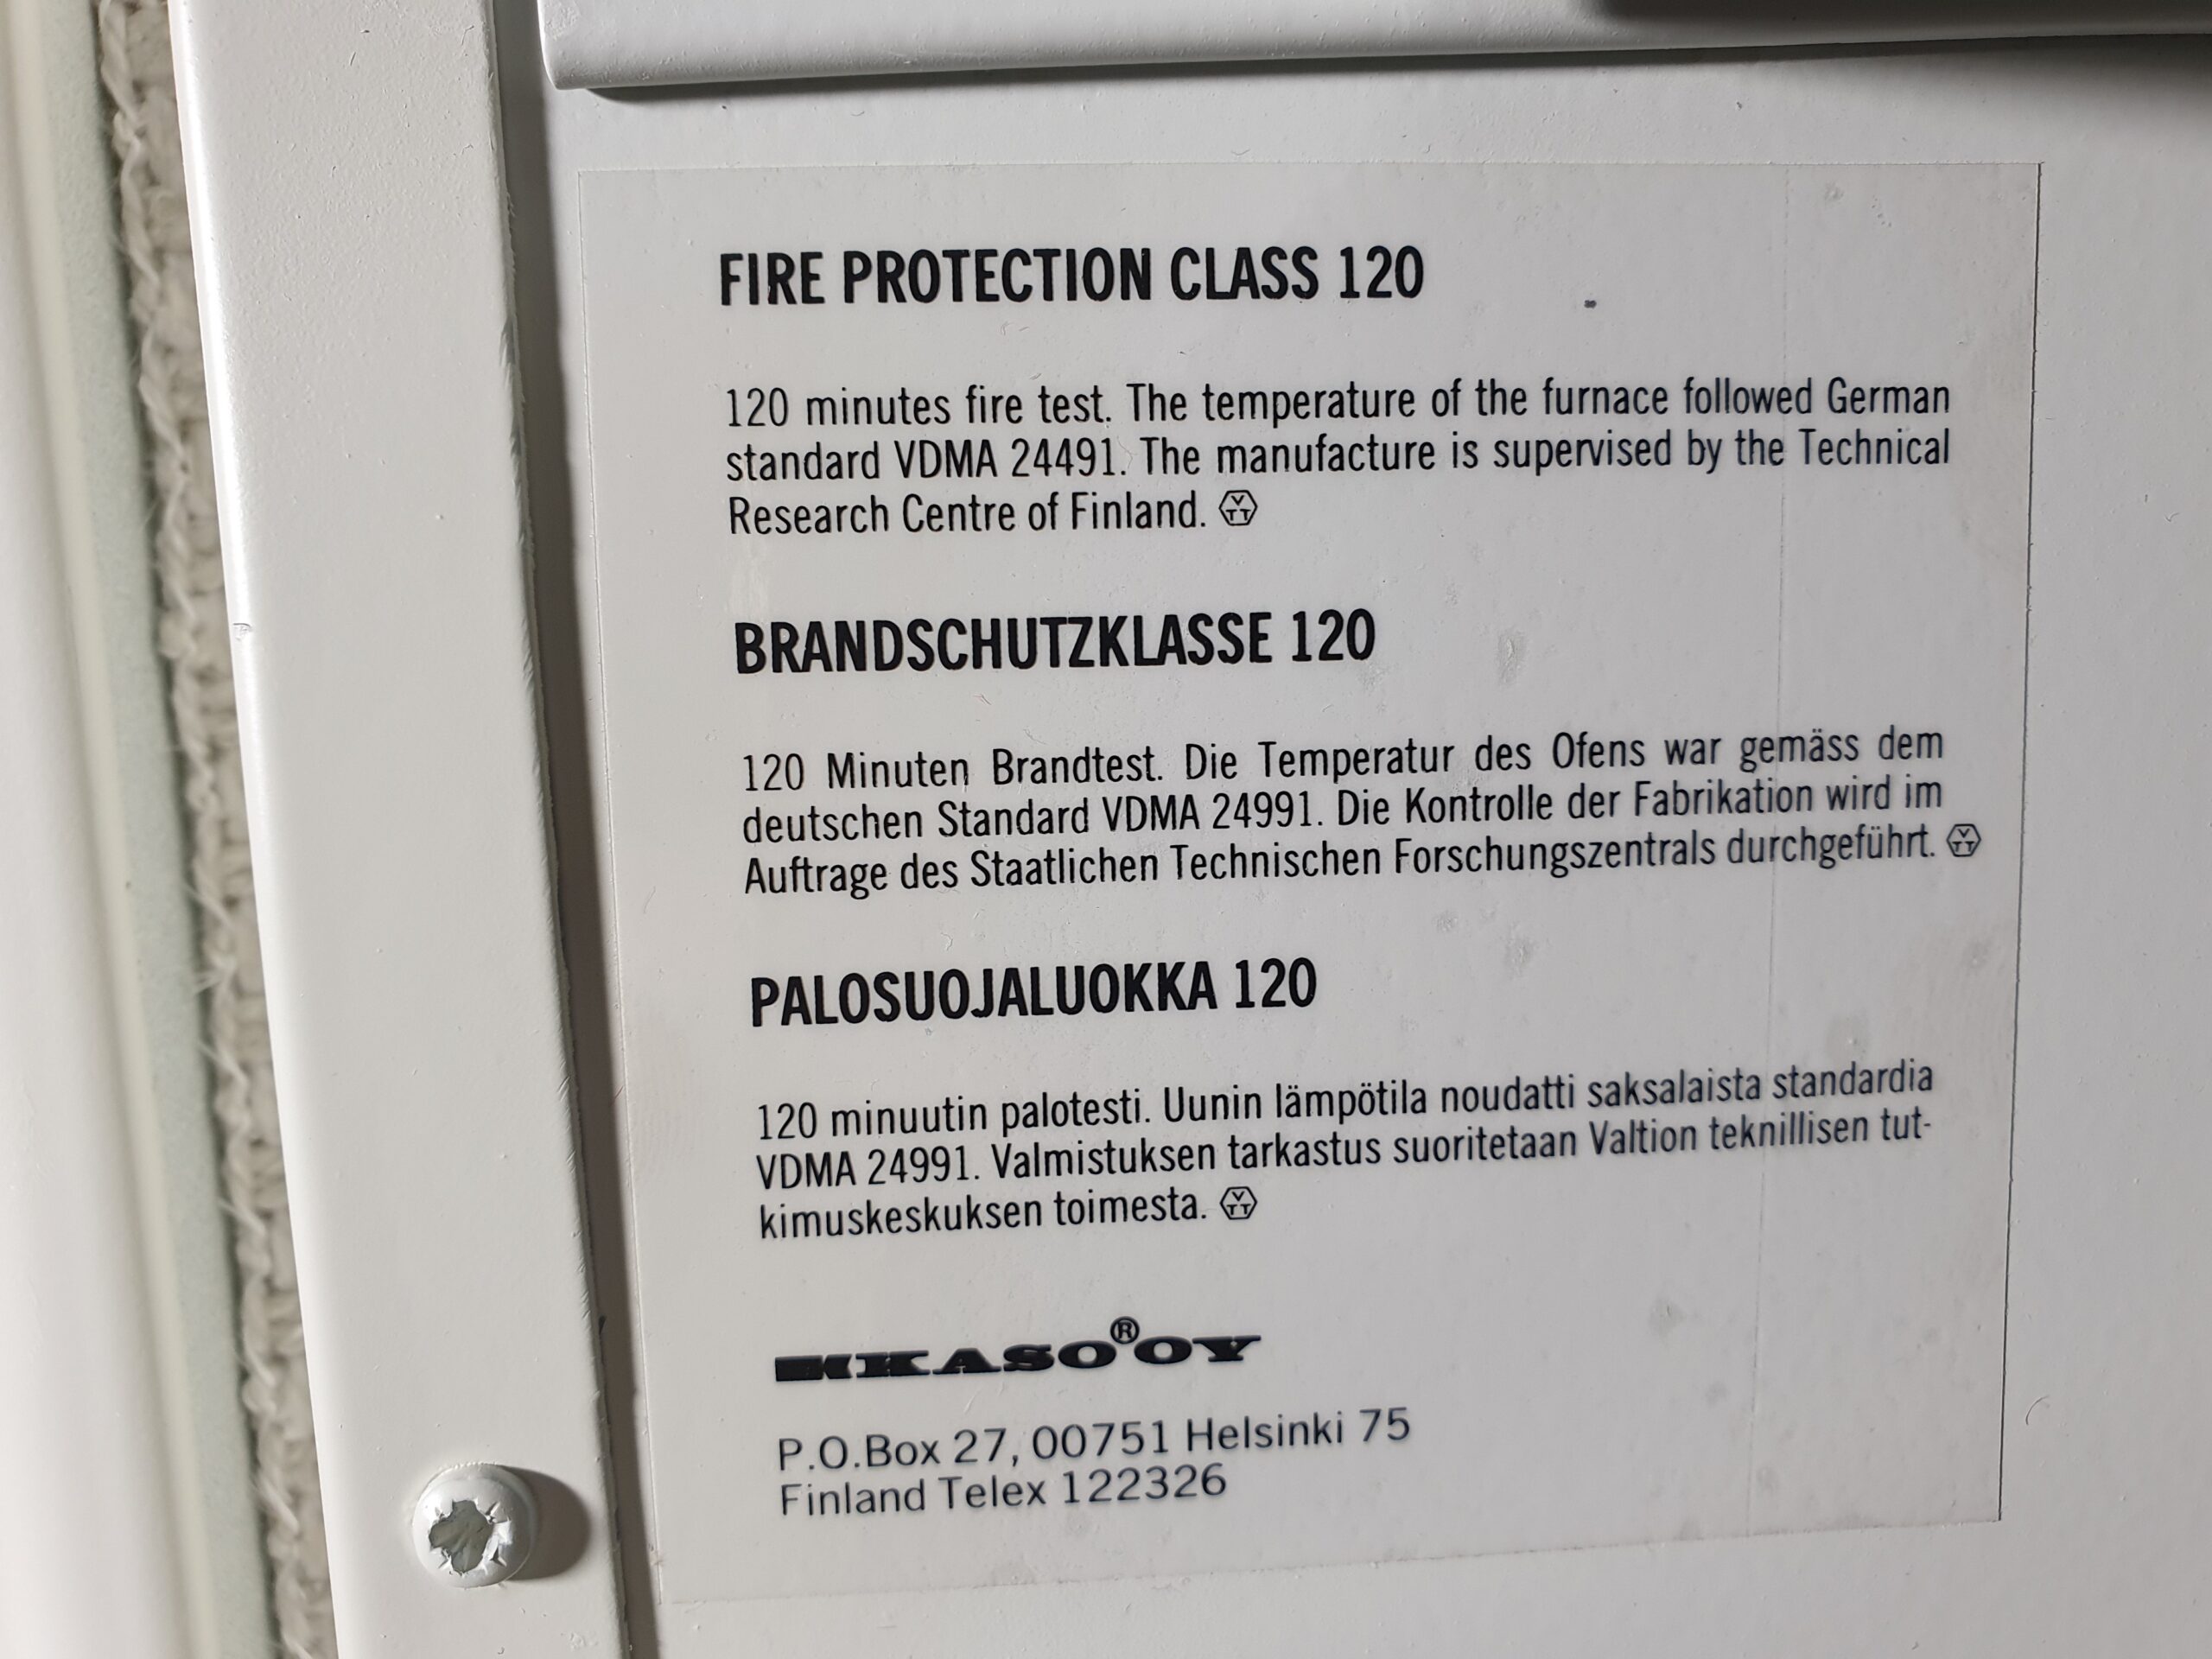 FIRE PROTECTION CLASS 120
120 minutes fire test. The temperature of the furnace followed German
standard VDMA 24491. The manufacture is supervised by the Technical
Research Centre of Finland. VTT
BRANDSCHUTZKLASSE 120
120 Minuten Brandtest. Die Temperatur des Ofens war gemäss dem
deutschen Standard VDMA 24991. Die Kontrolle der Fabrikation wird im
Auftrage des Staatlichen Technischen Forschungszentrals durchgeführt. VTT
PALOSUOJALUOKKA 120
120 minuutin palotesti. Uunin lämpötila noudatti saksalaista standardia
VDMA 24991. Valmistuksen tarkastus suoritetaan Valtion teknillisen tut-
kimuskeskuksen toimesta. VTT
KASO® OY
P.O.Box 27, 00751 Helsinki 75
Finland Telex 122326